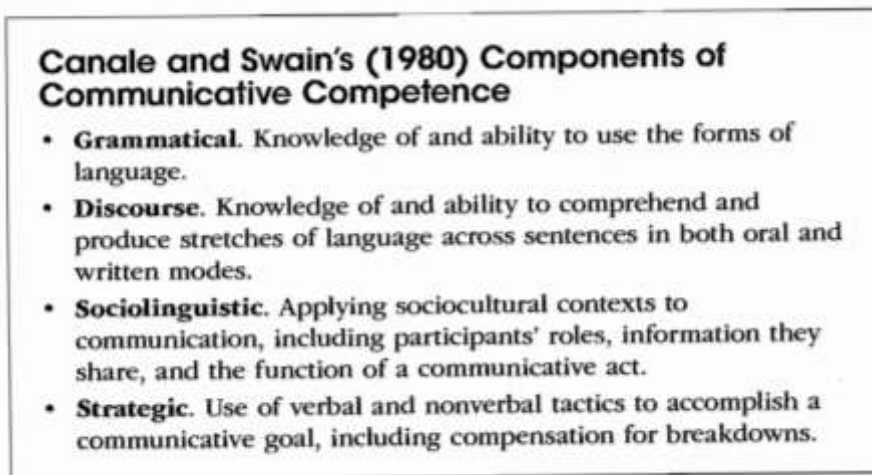 Canale and Swain's (1980) Components of
Communicative Competence
• Grammatical. Knowledge of and ability to use the forms of
language.
• Discourse. Knowledge of and ability to comprehend and
produce stretches of language across sentences in both oral and
written modes.
• Sociolinguistic. Applying sociocultural contexts to
communication, including participants' roles, information they
share, and the function of a communicative act.
• Strategic. Use of verbal and nonverbal tactics to accomplish a
communicative goal, including compensation for breakdowns.